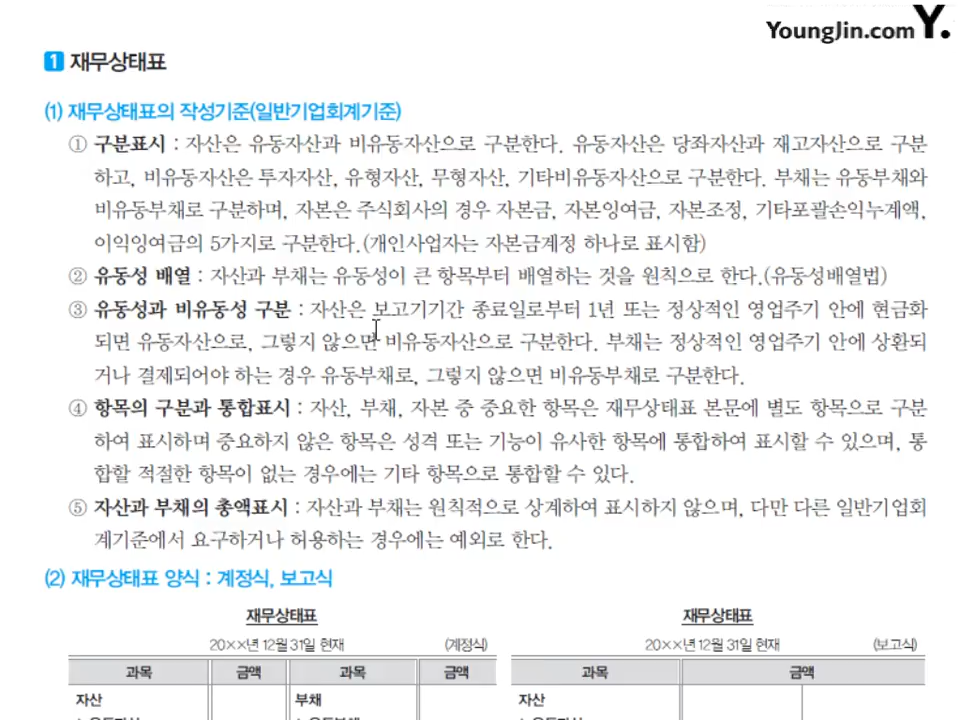 YoungJin.com Y.
1 재무상태표
(1) 재무상태표의 작성기준(일반기업회계기준)
① 구분표시 : 자산은 유동자산과 비유동자산으로 구분한다. 유동자산은 당좌자산과 재고자산으로 구분
하고, 비유동자산은 투자자산, 유형자산, 무형자산, 기타비유동자산으로 구분한다. 부채는 유동부채와
비유동부채로 구분하며, 자본은 주식회사의 경우 자본금, 자본잉여금, 자본조정, 기타포괄손익누계액,
이익잉여금의 5가지로 구분한다.(개인사업자는 자본금계정 하나로 표시함)
② 유동성 배열 : 자산과 부채는 유동성이 큰 항목부터 배열하는 것을 원칙으로 한다.(유동성배열법)
③ 유동성과 비유동성 구분 : 자산은 보고기기간 종료일로부터 1년 또는 정상적인 영업주기 안에 현금화
되면 유동자산으로, 그렇지 않으면 비유동자산으로 구분한다. 부채는 정상적인 영업주기 안에 상환되
거나 결제되어야 하는 경우 유동부채로, 그렇지 않으면 비유동부채로 구분한다.
④ 항목의 구분과 통합표시 : 자산, 부채, 자본 중 중요한 항목은 재무상태표 본문에 별도 항목으로 구분
하여 표시하며 중요하지 않은 항목은 성격 또는 기능이 유사한 항목에 통합하여 표시할 수 있으며, 통
합할 적절한 항목이 없는 경우에는 기타 항목으로 통합할 수 있다.
⑤ 자산과 부채의 총액표시 : 자산과 부채는 원칙적으로 상계하여 표시하지 않으며, 다만 다른 일반기업회
계기준에서 요구하거나 허용하는 경우에는 예외로 한다.
(2) 재무상태표 양식 : 계정식, 보고식
재무상태표 재무상태표
20××년 12월 31일 현재 (계정식) 20××년 12월 31일 현재 (보고식)
과목 금액 과목 금액 과목 금액
자산 부채 자산